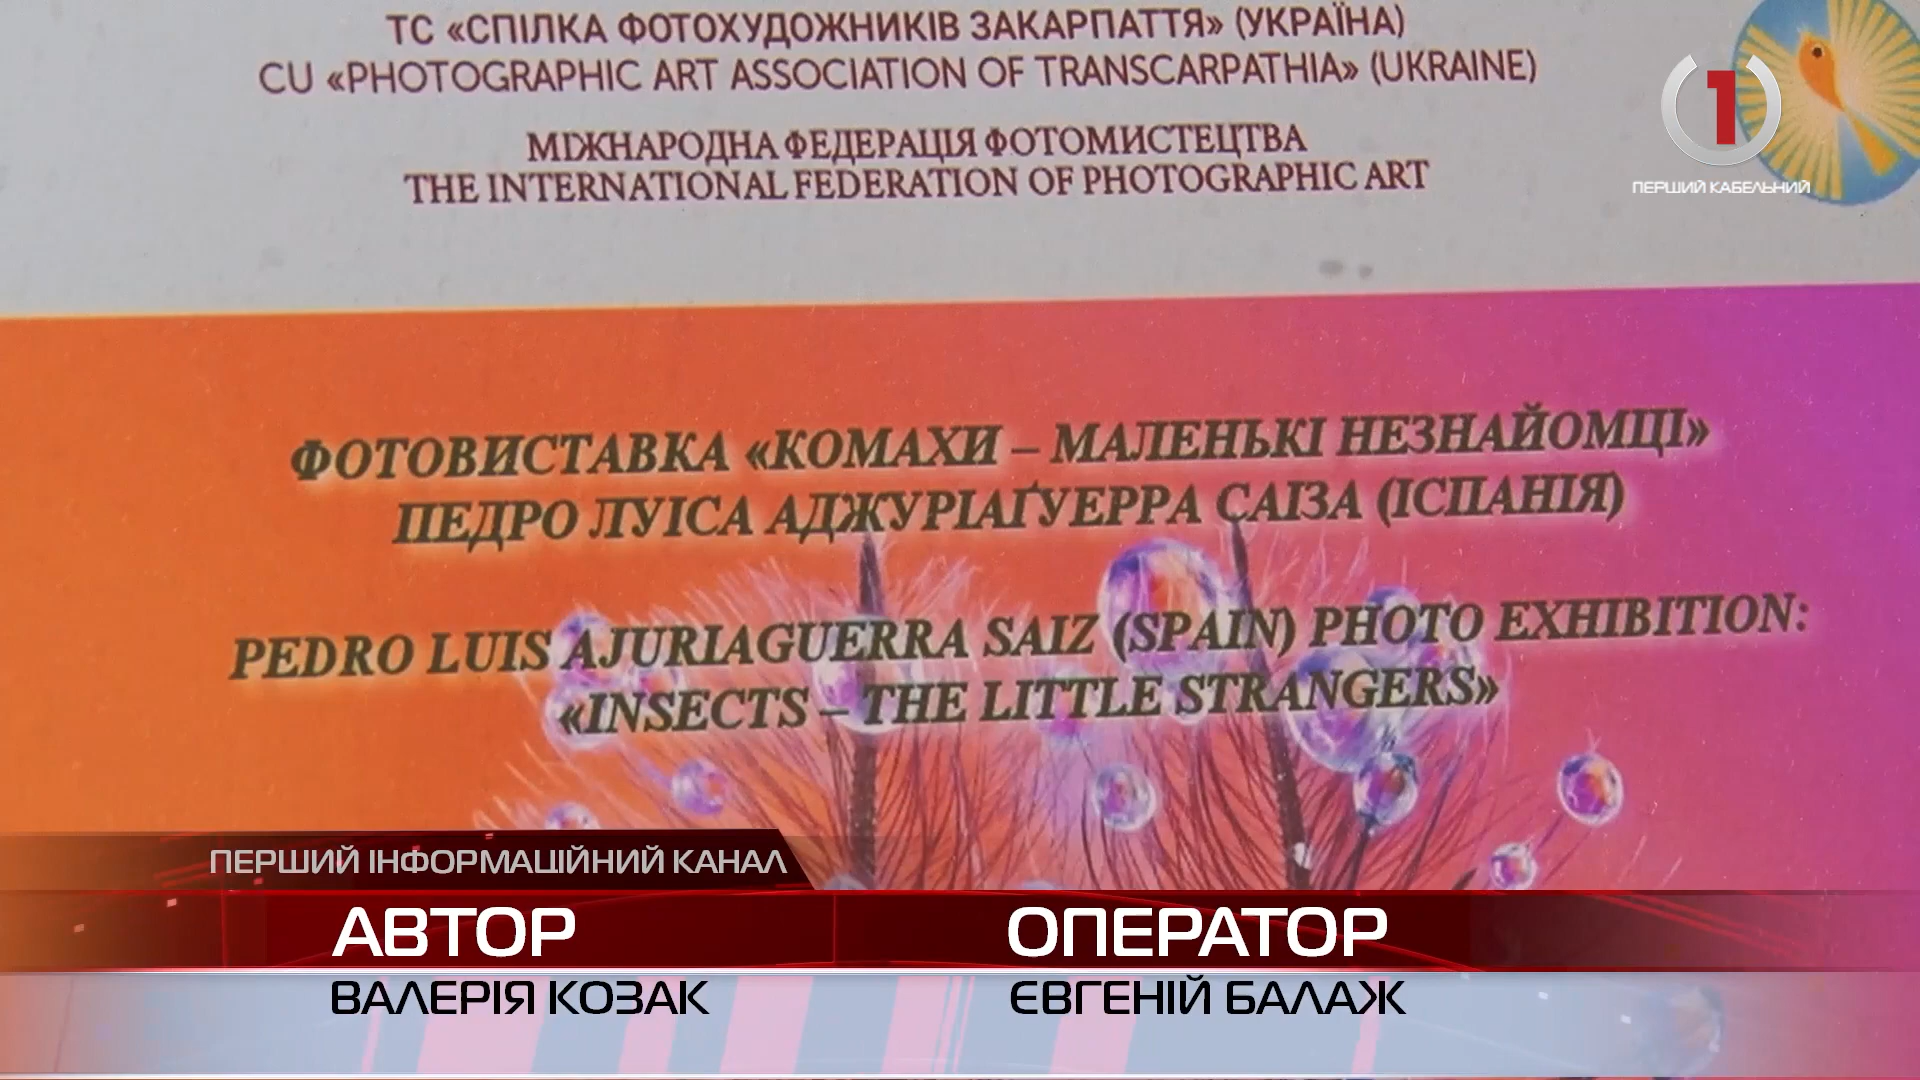 ТС «СПІЛКА ФОТОХУДОЖНИКІВ ЗАКАРПАТТЯ» (УКРАЇНА)
CU «PHOTOGRAPHIC ART ASSOCIATION OF TRANSCARPATHIA» (UKRAINE)
МІЖНАРОДНА ФЕДЕРАЦІЯ ФОТОМИСТЕЦТВА
THE INTERNATIONAL FEDERATION OF PHOTOGRAPHIC ART
1
ПЕРШИЙ КАБЕЛЬНИЙ
ФОТОВИСТАВКА «КОМАХИ – МАЛЕНЬКІ НЕЗНАЙОМЦІ»
ПЕДРО ЛУІСА АДЖУРІАҐУЕРРА САІЗА (ІСПАНІЯ)
PEDRO LUIS AJURIAGUERRA SAIZ (SPAIN) PHOTO EXHIBITION:
«INSECTS – THE LITTLE STRANGERS»
ПЕРШИЙ ІНФОРМАЦІЙНИЙ КАНАЛ
АВТОР
ВАЛЕРІЯ КОЗАК
ОПЕРАТОР
ЄВГЕНІЙ БАЛАЖ